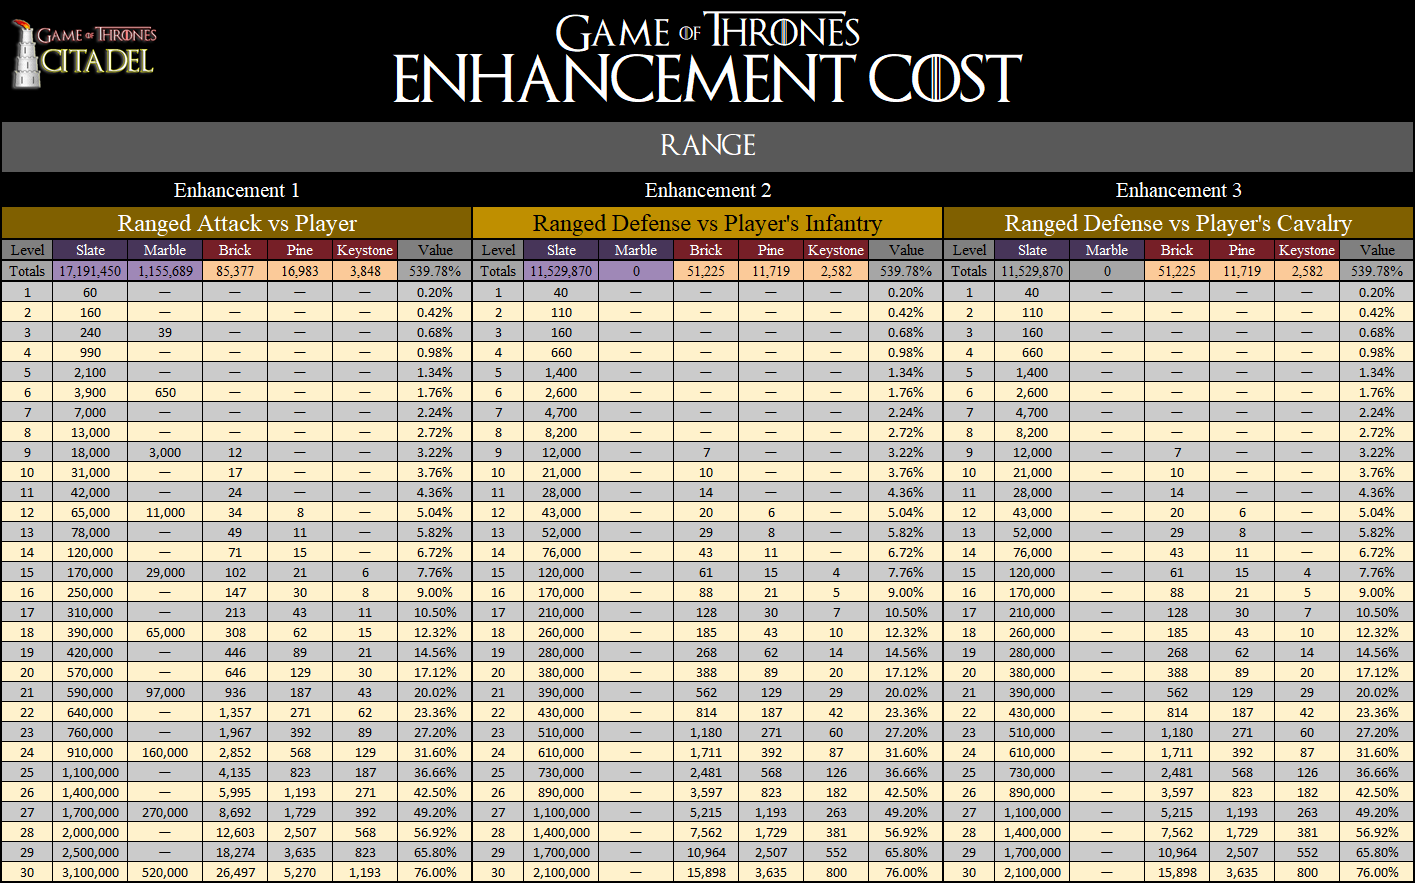 GAME OF THRONES
CITADEL
GAME OF THRONES
ENHANCEMENT COST
RANGE
Enhancement 1 Enhancement 2 Enhancement 3
Ranged Attack vs Player Ranged Defense vs Player's Infantry Ranged Defense vs Player's Cavalry
Level Slate Marble Brick Pine Keystone Value Level Slate Marble Brick Pine Keystone Value Level Slate Marble Brick Pine Keystone Value
Totals 17,191,450 1,155,689 85,377 16,983 3,848 539.78% Totals 11,529,870 0 51,225 11,719 2,582 539.78% Totals 11,529,870 0 51,225 11,719 2,582 539.78%
1 60 — — — — 0.20% 1 40 — — — — 0.20% 1 40 — — — — 0.20%
2 160 — — — — 0.42% 2 110 — — — — 0.42% 2 110 — — — — 0.42%
3 240 39 — — — 0.68% 3 160 — — — — 0.68% 3 160 — — — — 0.68%
4 990 — — — — 0.98% 4 660 — — — — 0.98% 4 660 — — — — 0.98%
5 2,100 — — — — 1.34% 5 1,400 — — — — 1.34% 5 1,400 — — — — 1.34%
6 3,900 650 — — — 1.76% 6 2,600 — — — — 1.76% 6 2,600 — — — — 1.76%
7 7,000 — — — — 2.24% 7 4,700 — — — — 2.24% 7 4,700 — — — — 2.24%
8 13,000 — — — — 2.72% 8 8,200 — — — — 2.72% 8 8,200 — — — — 2.72%
9 18,000 3,000 12 — — 3.22% 9 12,000 — 7 — — 3.22% 9 12,000 — 7 — — 3.22%
10 31,000 — 17 — — 3.76% 10 21,000 — 10 — — 3.76% 10 21,000 — 10 — — 3.76%
11 42,000 — 24 — — 4.36% 11 28,000 — 14 — — 4.36% 11 28,000 — 14 — — 4.36%
12 65,000 11,000 34 8 — 5.04% 12 43,000 — 20 6 — 5.04% 12 43,000 — 20 6 — 5.04%
13 78,000 — 49 11 — 5.82% 13 52,000 — 29 8 — 5.82% 13 52,000 — 29 8 — 5.82%
14 120,000 — 71 15 — 6.72% 14 76,000 — 43 11 — 6.72% 14 76,000 — 43 11 — 6.72%
15 170,000 29,000 102 21 6 7.76% 15 120,000 — 61 15 4 7.76% 15 120,000 — 61 15 4 7.76%
16 250,000 — 147 30 8 9.00% 16 170,000 — 88 21 5 9.00% 16 170,000 — 88 21 5 9.00%
17 310,000 — 213 43 11 10.50% 17 210,000 — 128 30 7 10.50% 17 210,000 — 128 30 7 10.50%
18 390,000 65,000 308 62 15 12.32% 18 260,000 — 185 43 10 12.32% 18 260,000 — 185 43 10 12.32%
19 420,000 — 446 89 21 14.56% 19 280,000 — 268 62 14 14.56% 19 280,000 — 268 62 14 14.56%
20 570,000 — 646 129 30 17.12% 20 380,000 — 388 89 20 17.12% 20 380,000 — 388 89 20 17.12%
21 590,000 97,000 936 187 43 20.02% 21 390,000 — 562 129 29 20.02% 21 390,000 — 562 129 29 20.02%
22 640,000 — 1,357 271 62 23.36% 22 430,000 — 814 187 42 23.36% 22 430,000 — 814 187 42 23.36%
23 760,000 — 1,967 392 89 27.20% 23 510,000 — 1,180 271 60 27.20% 23 510,000 — 1,180 271 60 27.20%
24 910,000 160,000 2,852 568 129 31.60% 24 610,000 — 1,711 392 87 31.60% 24 610,000 — 1,711 392 87 31.60%
25 1,100,000 — 4,135 823 187 36.66% 25 730,000 — 2,481 568 126 36.66% 25 730,000 — 2,481 568 126 36.66%
26 1,400,000 — 5,995 1,193 271 42.50% 26 890,000 — 3,597 823 182 42.50% 26 890,000 — 3,597 823 182 42.50%
27 1,700,000 270,000 8,692 1,729 392 49.20% 27 1,100,000 — 5,215 1,193 263 49.20% 27 1,100,000 — 5,215 1,193 263 49.20%
28 2,000,000 — 12,603 2,507 568 56.92% 28 1,400,000 — 7,562 1,729 381 56.92% 28 1,400,000 — 7,562 1,729 381 56.92%
29 2,500,000 — 18,274 3,635 823 65.80% 29 1,700,000 — 10,964 2,507 552 65.80% 29 1,700,000 — 10,964 2,507 552 65.80%
30 3,100,000 520,000 26,497 5,270 1,193 76.00% 30 2,100,000 — 15,898 3,635 800 76.00% 30 2,100,000 — 15,898 3,635 800 76.00%